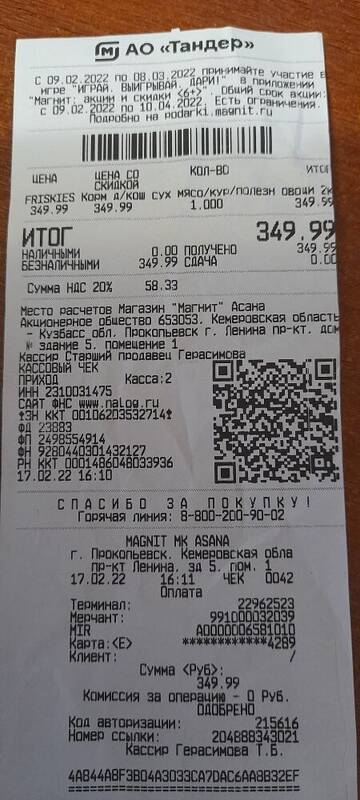 М АО «Тандер»
С 09.02.2022 по 08.03.2022 принимайте участие в
игре "ИГРАЙ. ВЫИГРЫВАЙ. ДАРИ!" в приложении
"Магнит: акции и скидки <6+>". Общий срок акции:
с 09.02.2022 по 10.04.2022. Есть ограничения.
Подробно на podarki.magnit.ru
ЦЕНА ЦЕНА СО СКИДКОЙ КОЛ-ВО ИТОГ
FRISKIES Корм д/кош сух мясо/кур/полезн овощи 2к
349.99 349.99 1.000 349.99
ИТОГ 349.99
НАЛИЧНЫМИ 0.00 ПОЛУЧЕНО 349.99
БЕЗНАЛИЧНЫМИ 349.99 СДАЧА 0.00
Сумма НДС 20% 58.33
Место расчетов Магазин "Магнит" Асана
Акционерное общество 653053. Кемеровская область
- Кузбасс обл. Прокопьевск г. Ленина пр-кт. дом
№ здание 5. помещение 1
Кассир Старший продавец Герасимова
КАССОВЫЙ ЧЕК
ПРИХОД Касса:2
ИНН 2310031475
САЙТ ФНС www.nalog.ru
ЗН ККТ 00106203532714
ФД 23883
ФП 2498554914
ФН 9280440301432127
РН ККТ 0001486048033936
17.02.22 16:10
СПАСИБО ЗА ПОКУПКУ!
Горячая линия: 8-800-200-90-02
MAGNIT MK ASANA
г. Прокопьевск. Кемеровская обла
пр-кт Ленина. зд 5. пом. 1
17.02.22 16:11 ЧЕК 0042
Оплата
Терминал: 22962523
Мерчант: 991000032039
MIR A0000006581010
Карта:<E> ************4289
Клиент: /
Сумма <Руб>:
349.99
Комиссия за операцию - 0 Руб.
ОДОБРЕНО
Код авторизации: 215616
Номер ссылки: 204888343021
Кассир Герасимова Т.Б.
4AB44A8F3B04A3D33CA7DAC6AA8B32EF
================================